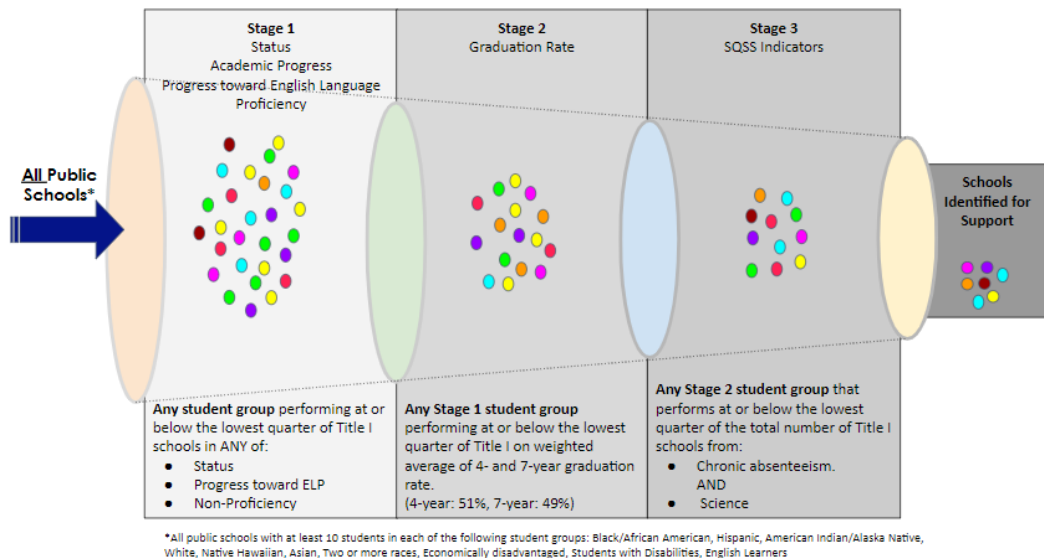 Stage 1
Status
Academic Progress
Progress toward English Language
Proficiency
Stage 2
Graduation Rate
Stage 3
SQSS Indicators
All Public
Schools*
Schools
Identified for
Support
Any student group performing at or
below the lowest quarter of Title I
schools in ANY of:
● Status
● Progress toward ELP
● Non-Proficiency
Any Stage 1 student group
performing at or below the lowest
quarter of Title I on weighted
average of 4- and 7-year graduation
rate.
(4-year: 51%, 7-year: 49%)
Any Stage 2 student group that
performs at or below the lowest
quarter of the total number of Title I
schools from:
● Chronic absenteeism.
AND
● Science
*All public schools with at least 10 students in each of the following student groups: Black/African American, Hispanic, American Indian/Alaska Native,
White, Native Hawaiian, Asian, Two or more races, Economically disadvantaged, Students with Disabilities, English Learners